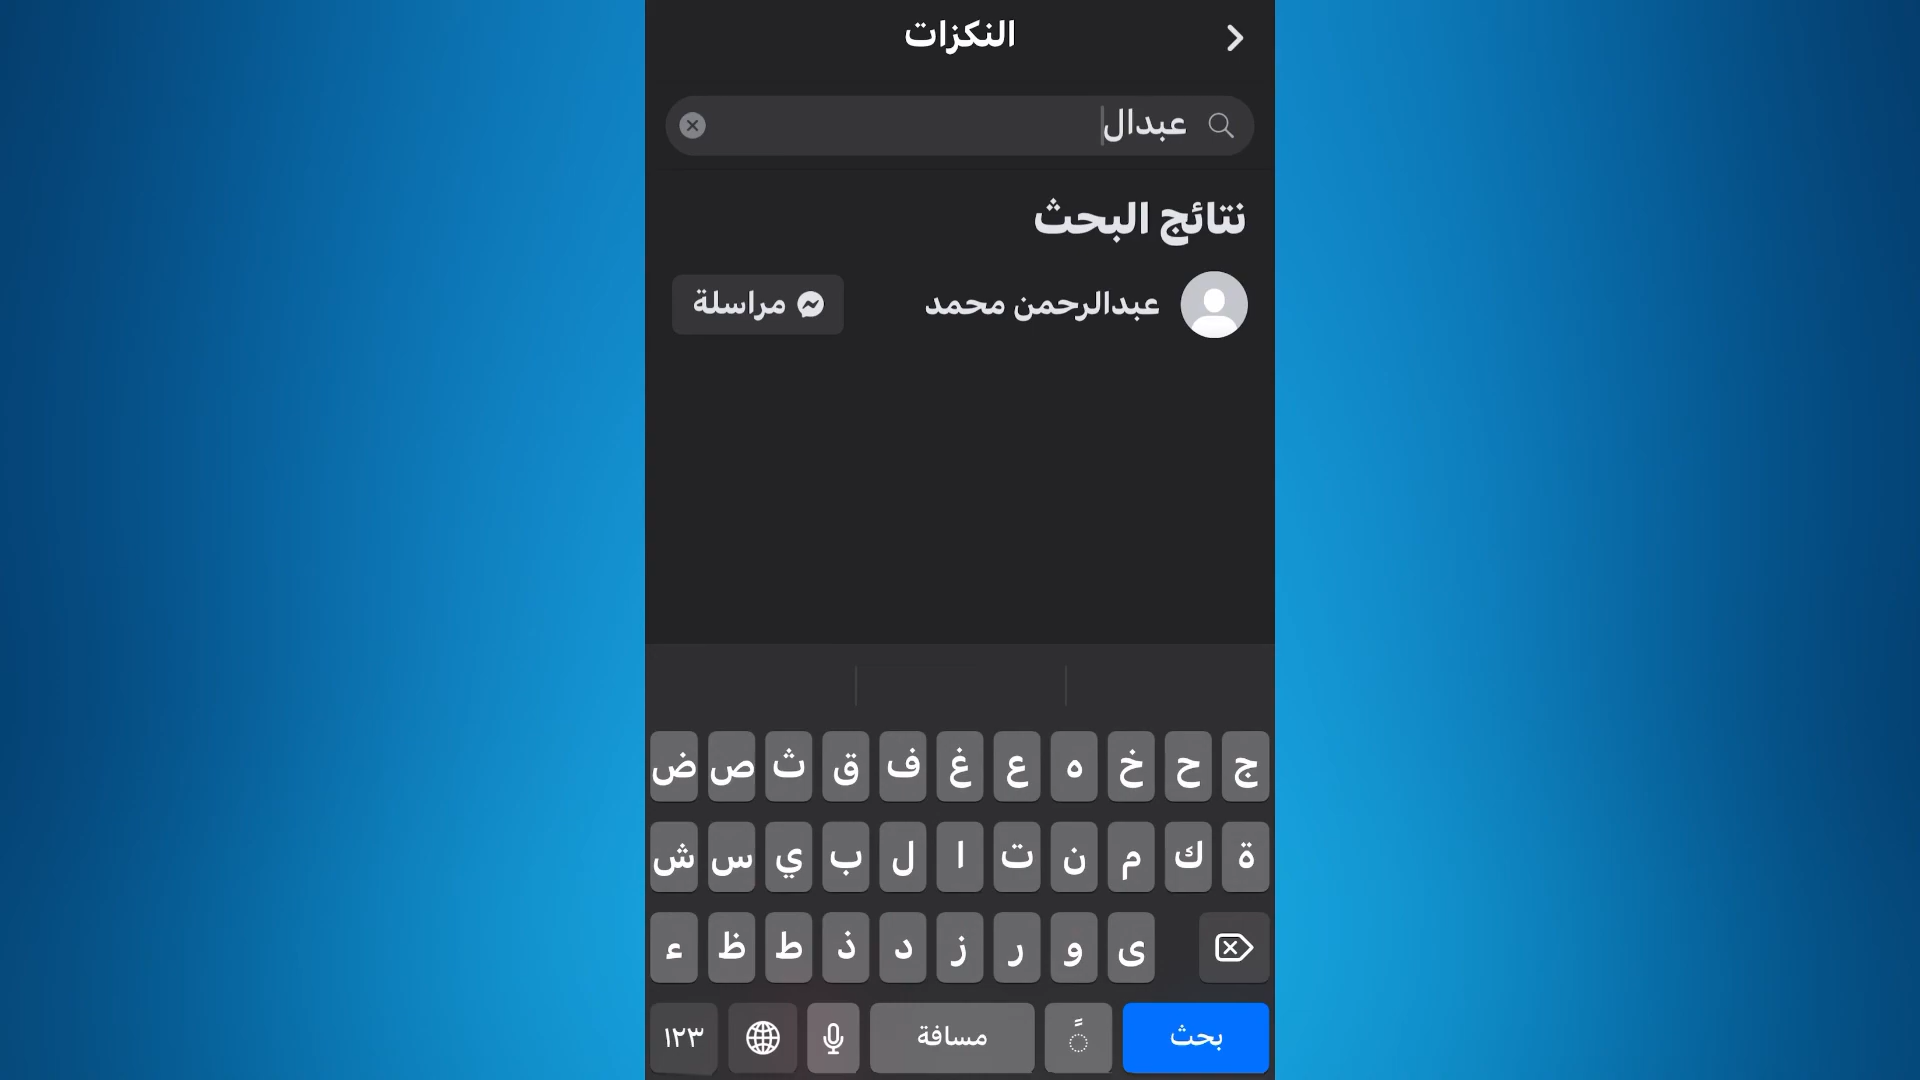 النكزات
عبدال
نتائج البحث
عبدالرحمن محمد
مراسلة
ض ص ث ق ف غ ع ه خ ح ج
ش س ي ب ل ا ت ن م ك ة
ء ظ ط ذ د ز ر و ى
١٢٣ مسافة بحث